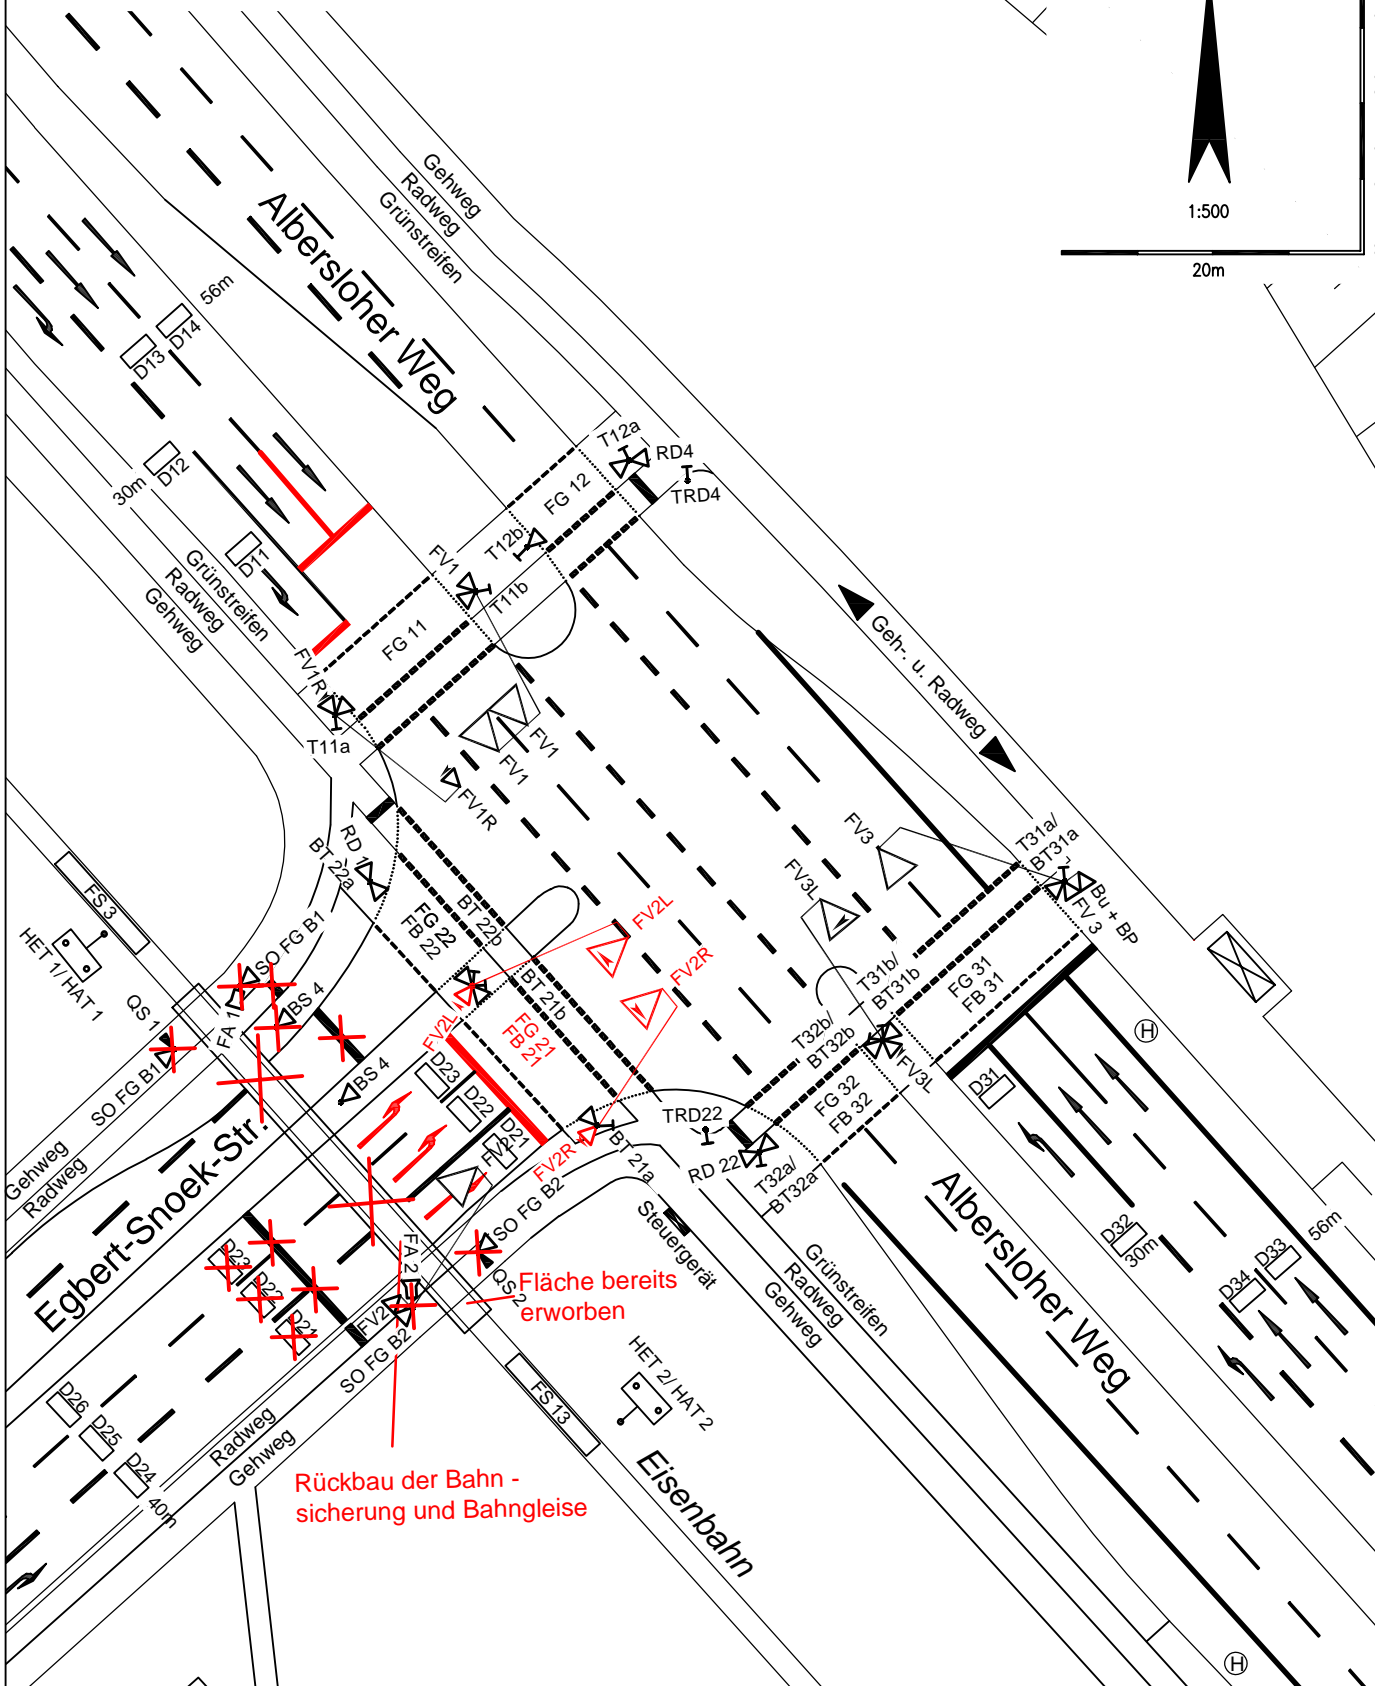 Gehweg
Radweg
Grünstreifen
1:500
20m
Albersloher Weg
56m
D14
D13
D12
30m
D11
Grünstreifen
Radweg
Gehweg
T12a
RD4
TRD4
FG 12
T12b
FV1
T11b
FG 11
FV1R
T11a
FV1
FV1
FV1R
Geh-. u. Radweg
FV3
FV3L
T31a/
BT31a
Bu + BP
FV 3
RD 1
BT 22a
FG 22
FB 22
BT 22b
BT 21b
FV2L
FV2R
FS 3
HET 1/ HAT 1
SO FG B1
BS 4
QS 1
FA 1
SO FG B1
BS 4
FV2L
FG 21
FB 21
T31b/
BT31b
FG 31
FB 31
T32b/
BT32b
FV3L
FG 32
FB 32
H
D31
D23
D22
D21
FV2
FV2R
BT 21a
TRD22
RD 22
T32a/
BT32a
Gehweg
Radweg
Egbert-Snoek-Str.
SO FG B2
Steuergerät
FA 2
QS 2
FV2
SO FG B2
D23
D22
D21
Fläche bereits
erworben
Grünstreifen
Radweg
Gehweg
Albersloher Weg
D32
30m
D33
D34
56m
HET 2/ HAT 2
FS 13
Eisenbahn
D26
D25
D24
40m
Radweg
Gehweg
Rückbau der Bahn -
sicherung und Bahngleise
H